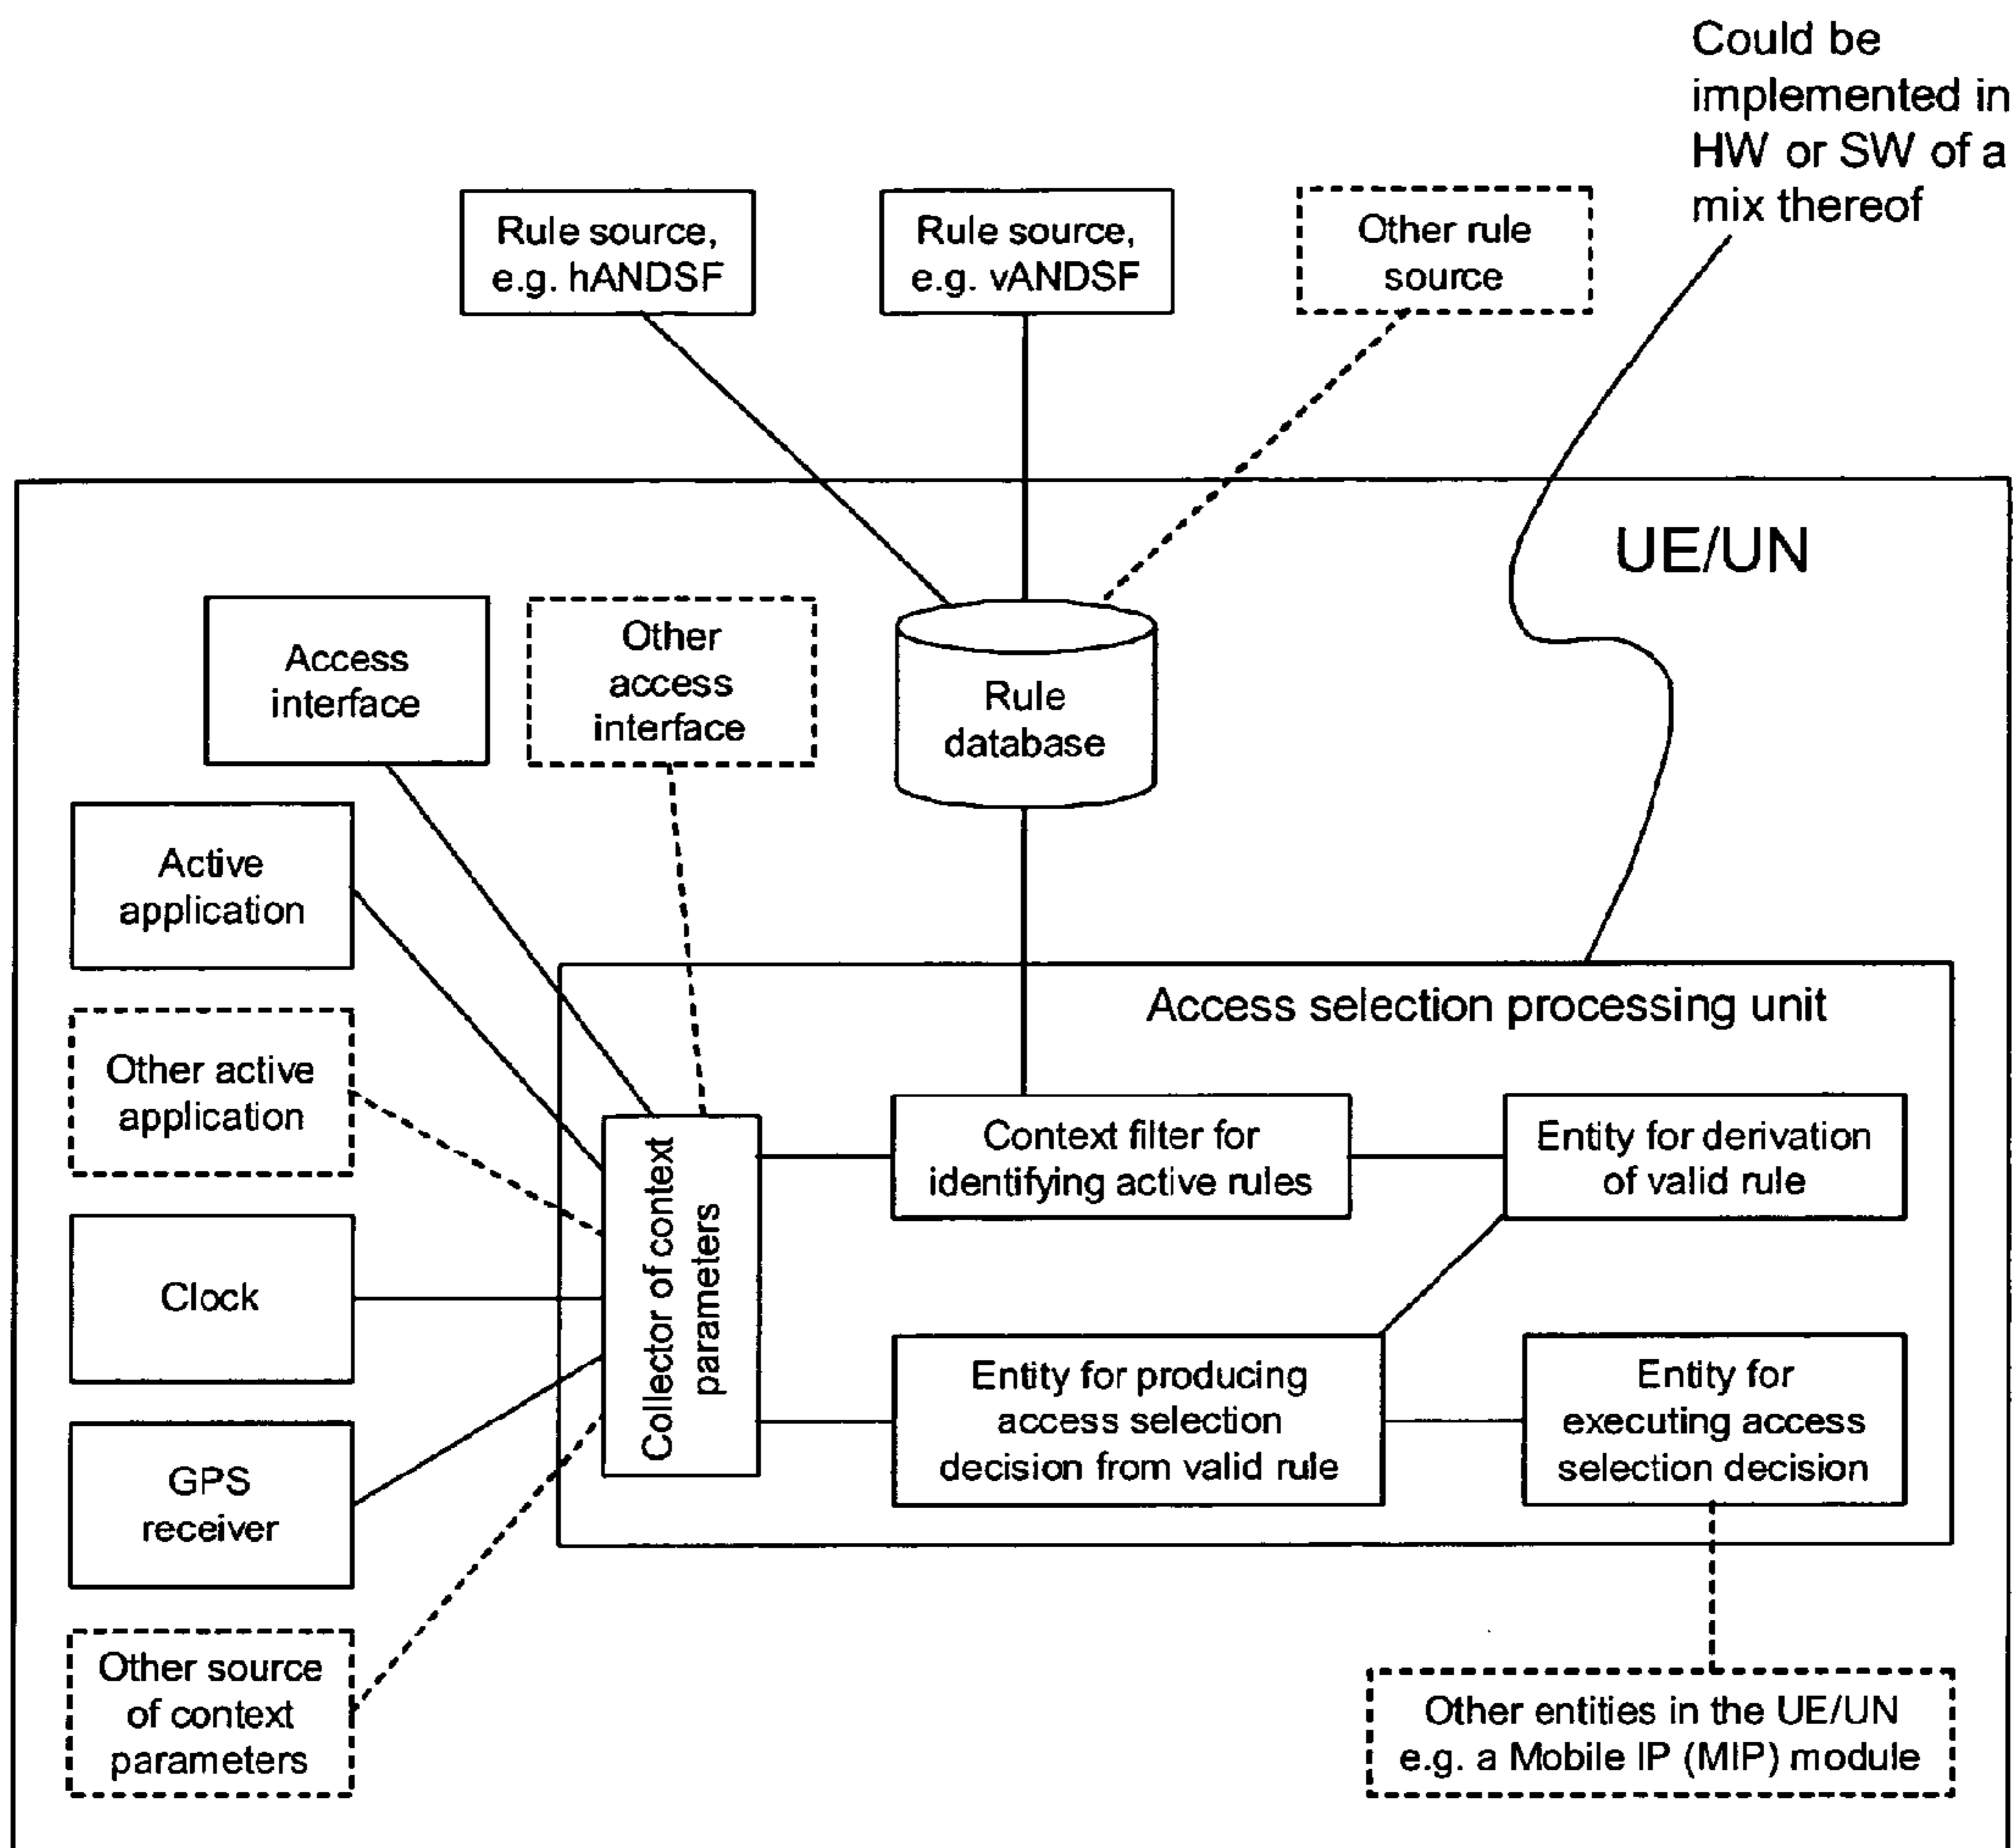 Could be
implemented in
HW or SW of a
mix thereof
Rule source,
e.g. hANDSF
Rule source,
e.g. vANDSF
Other rule
source
UE/UN
Access
interface
Other
access
interface
Rule
database
Active
application
Other active
application
Clock
GPS
receiver
Other source
of context
parameters
Access selection processing unit
Collector of context
parameters
Context filter for
identifying active rules
Entity for derivation
of valid rule
Entity for producing
access selection
decision from valid rule
Entity for
executing access
selection decision
Other entities in the UE/UN
e.g. a Mobile IP (MIP) module